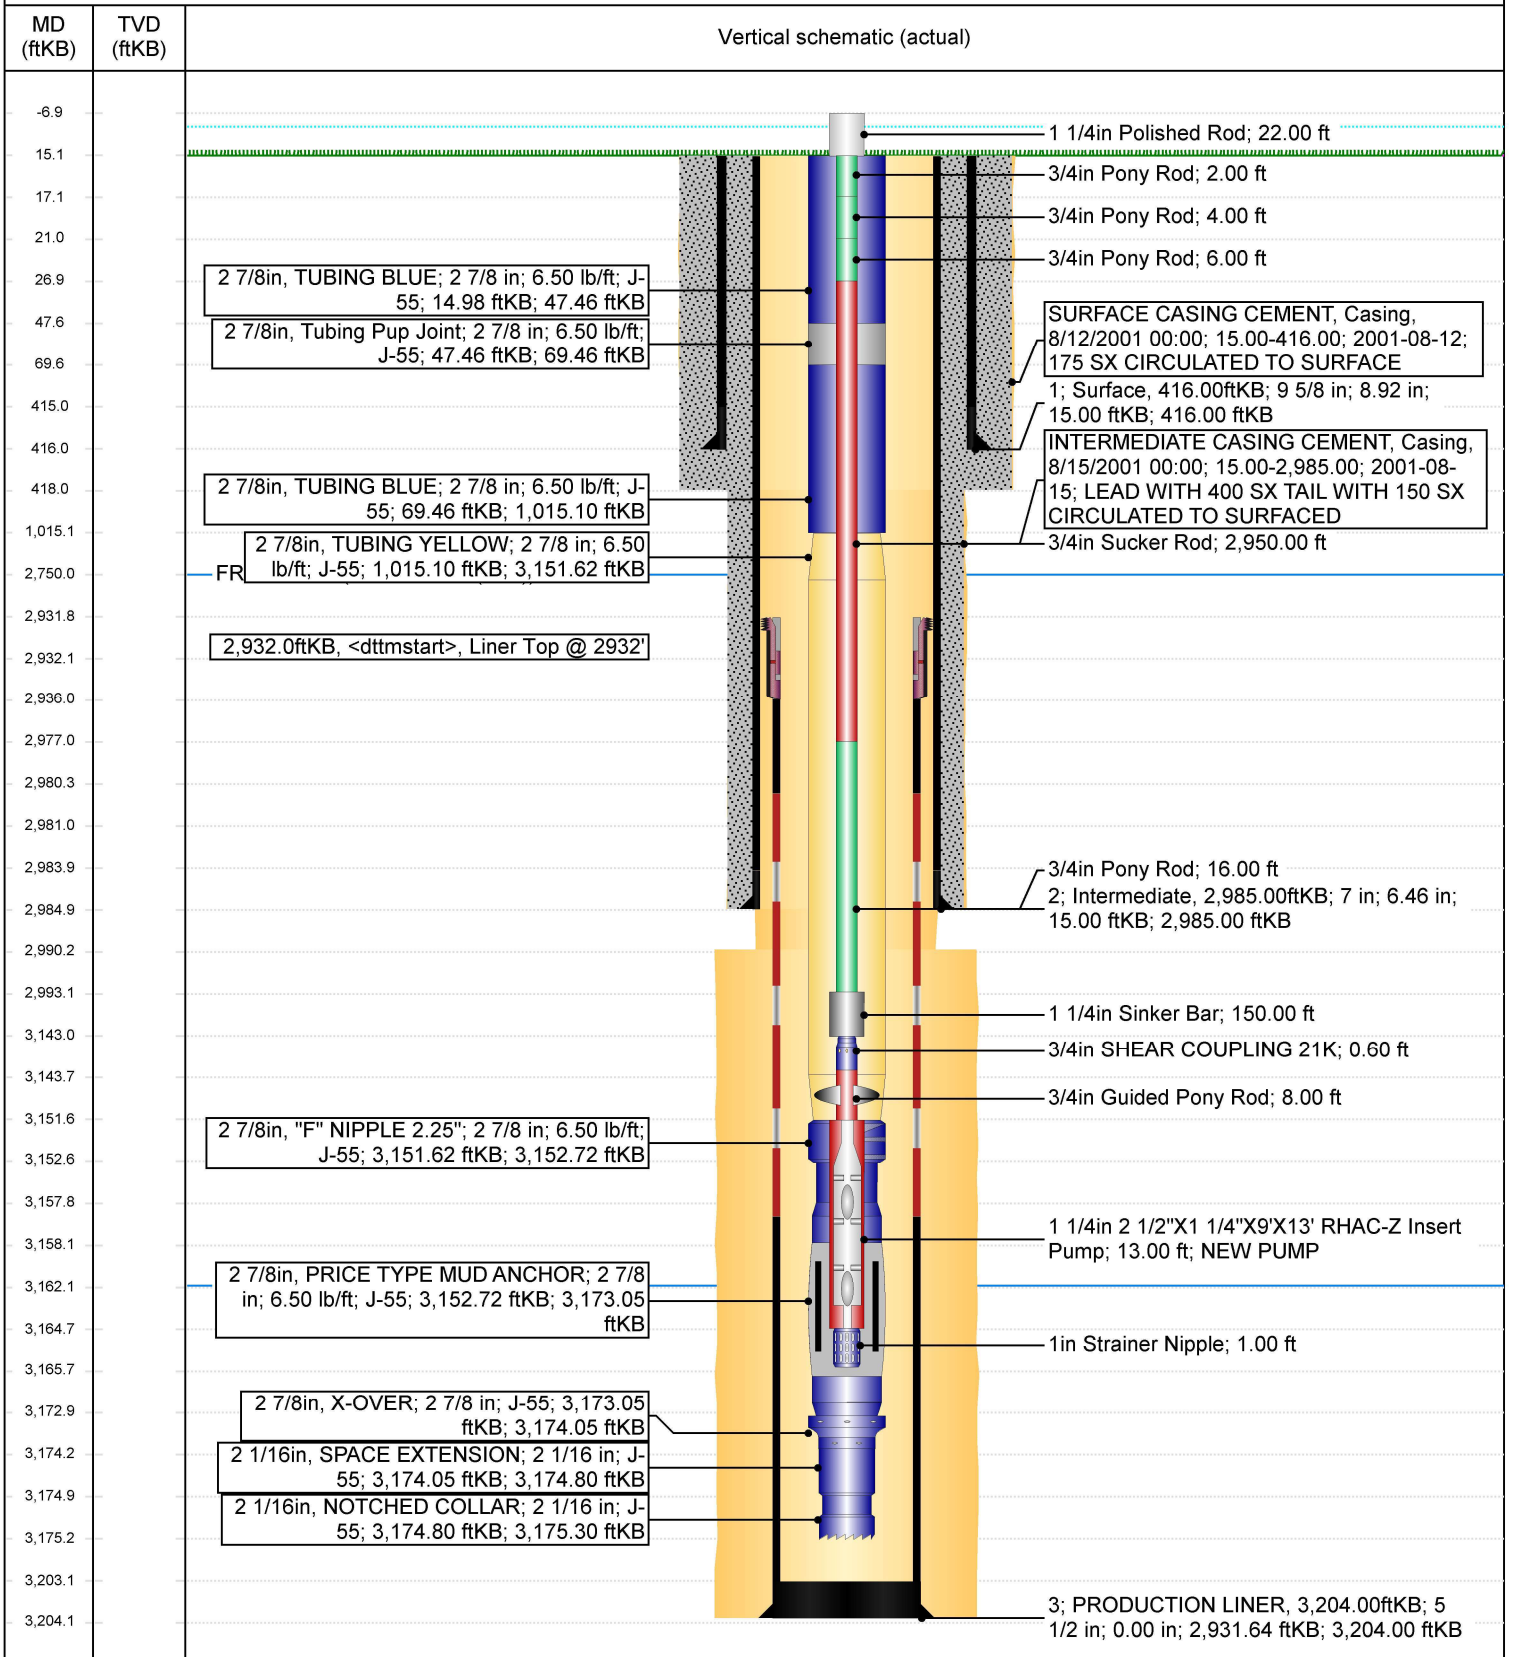 MD
(ftKB)
TVD
(ftKB)
Vertical schematic (actual)
-6.9
15.1
17.1
21.0
26.9
47.6
69.6
415.0
416.0
418.0
1,015.1
2,750.0
2,931.8
2,932.1
2,936.0
2,977.0
2,980.3
2,981.0
2,983.9
2,984.9
2,990.2
2,993.1
3,143.0
3,143.7
3,151.6
3,152.6
3,157.8
3,158.1
3,162.1
3,164.7
3,165.7
3,172.9
3,174.2
3,174.9
3,175.2
3,203.1
3,204.1
2 7/8in, TUBING BLUE; 2 7/8 in; 6.50 lb/ft; J-
55; 14.98 ftKB; 47.46 ftKB
2 7/8in, Tubing Pup Joint; 2 7/8 in; 6.50 lb/ft;
J-55; 47.46 ftKB; 69.46 ftKB
2 7/8in, TUBING BLUE; 2 7/8 in; 6.50 lb/ft; J-
55; 69.46 ftKB; 1,015.10 ftKB
2 7/8in, TUBING YELLOW; 2 7/8 in; 6.50
lb/ft; J-55; 1,015.10 ftKB; 3,151.62 ftKB
FR
2,932.0ftKB, <dttmstart>, Liner Top @ 2932'
2 7/8in, "F" NIPPLE 2.25"; 2 7/8 in; 6.50 lb/ft;
J-55; 3,151.62 ftKB; 3,152.72 ftKB
2 7/8in, PRICE TYPE MUD ANCHOR; 2 7/8
in; 6.50 lb/ft; J-55; 3,152.72 ftKB; 3,173.05
ftKB
2 7/8in, X-OVER; 2 7/8 in; J-55; 3,173.05
ftKB; 3,174.05 ftKB
2 1/16in, SPACE EXTENSION; 2 1/16 in; J-
55; 3,174.05 ftKB; 3,174.80 ftKB
2 1/16in, NOTCHED COLLAR; 2 1/16 in; J-
55; 3,174.80 ftKB; 3,175.30 ftKB
1 1/4in Polished Rod; 22.00 ft
3/4in Pony Rod; 2.00 ft
3/4in Pony Rod; 4.00 ft
3/4in Pony Rod; 6.00 ft
SURFACE CASING CEMENT, Casing,
8/12/2001 00:00; 15.00-416.00; 2001-08-12;
175 SX CIRCULATED TO SURFACE
1; Surface, 416.00ftKB; 9 5/8 in; 8.92 in;
15.00 ftKB; 416.00 ftKB
INTERMEDIATE CASING CEMENT, Casing,
8/15/2001 00:00; 15.00-2,985.00; 2001-08-
15; LEAD WITH 400 SX TAIL WITH 150 SX
CIRCULATED TO SURFACED
3/4in Sucker Rod; 2,950.00 ft
3/4in Pony Rod; 16.00 ft
2; Intermediate, 2,985.00ftKB; 7 in; 6.46 in;
15.00 ftKB; 2,985.00 ftKB
1 1/4in Sinker Bar; 150.00 ft
3/4in SHEAR COUPLING 21K; 0.60 ft
3/4in Guided Pony Rod; 8.00 ft
1 1/4in 2 1/2"X1 1/4"X9'X13' RHAC-Z Insert
Pump; 13.00 ft; NEW PUMP
1in Strainer Nipple; 1.00 ft
3; PRODUCTION LINER, 3,204.00ftKB; 5
1/2 in; 0.00 in; 2,931.64 ftKB; 3,204.00 ftKB